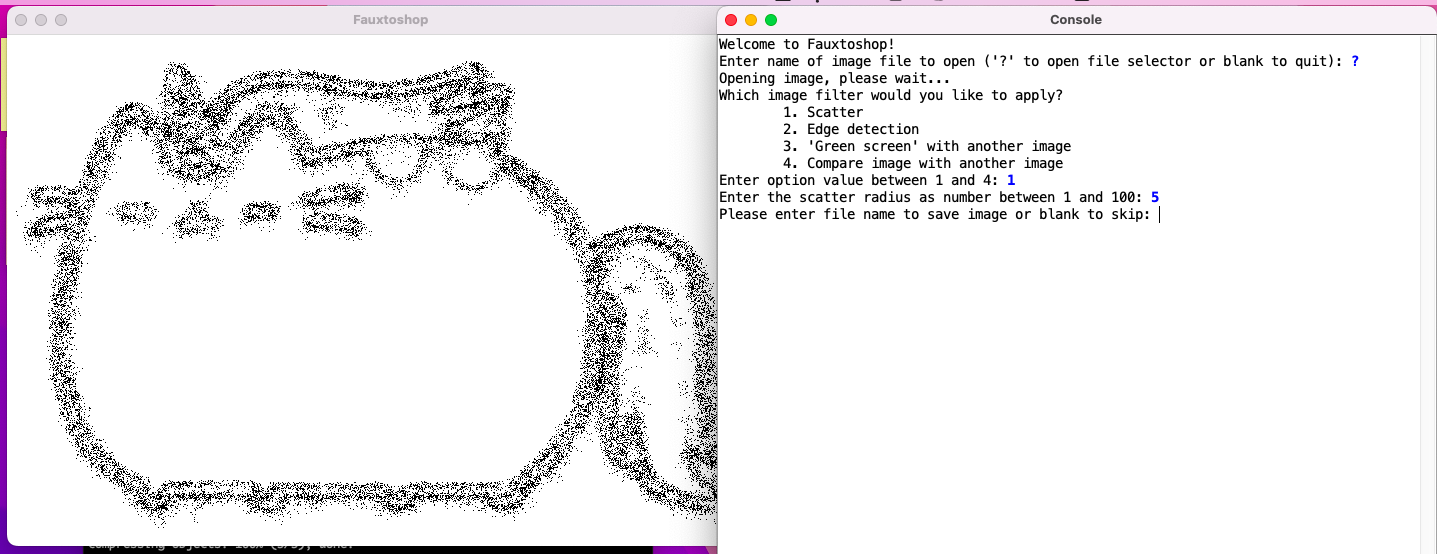 Fauxtoshop
Console
Welcome to Fauxtoshop!
Enter name of image file to open ('?' to open file selector or blank to quit): ?
Opening image, please wait...
Which image filter would you like to apply?
1. Scatter
2. Edge detection
3. 'Green screen' with another image
4. Compare image with another image
Enter option value between 1 and 4: 1
Enter the scatter radius as number between 1 and 100: 5
Please enter file name to save image or blank to skip: